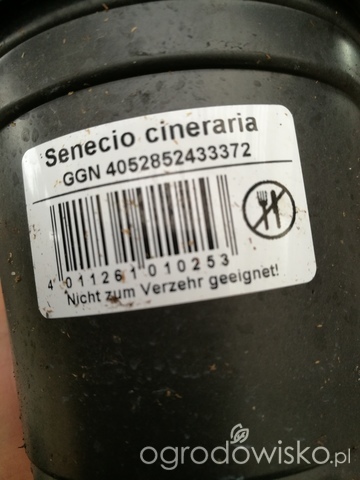 Senecio cineraria
GGN 4052852433372
4 011261 010253
Nicht zum Verzehr geeignet!
ogrodowisko.pl